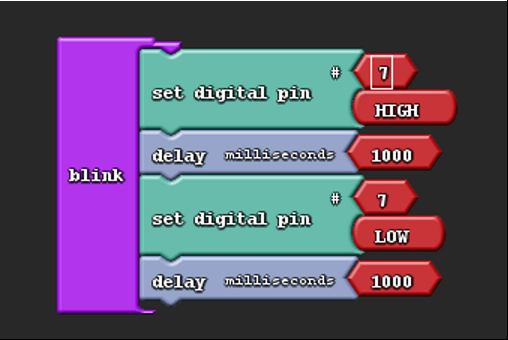 # 7
set digital pin
HIGH
delay milliseconds 1000
blink
# 7
set digital pin
LOW
delay milliseconds 1000